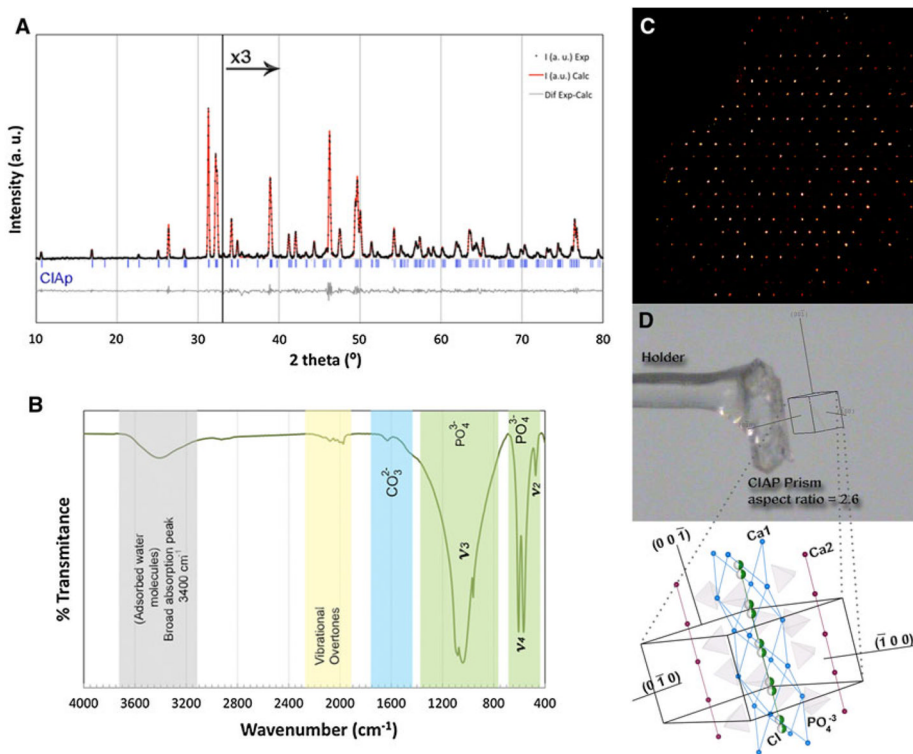 A
x3
I (a. u.) Exp
I (a.u.) Calc
Dif Exp-Calc
Intensity (a. u.)
ClAp
10 20 30 40 50 60 70 80
2 theta (°)
B
% Transmitance
(Adsorbed water
molecules)
Broad absorption peak
3400 cm⁻¹
Vibrational
Overtones
CO₃²⁻
PO₄³⁻
ν₃
PO₄³⁻
ν₄
ν₂
4000 3600 3200 2800 2400 2000 1600 1200 800 400
Wavenumber (cm⁻¹)
C
D
Holder
ClAP Prism
aspect ratio = 2.6
(0 0 1̄)
Ca1
Ca2
(1̄ 0 0)
(0 1̄ 0)
PO₄⁻³
Cl